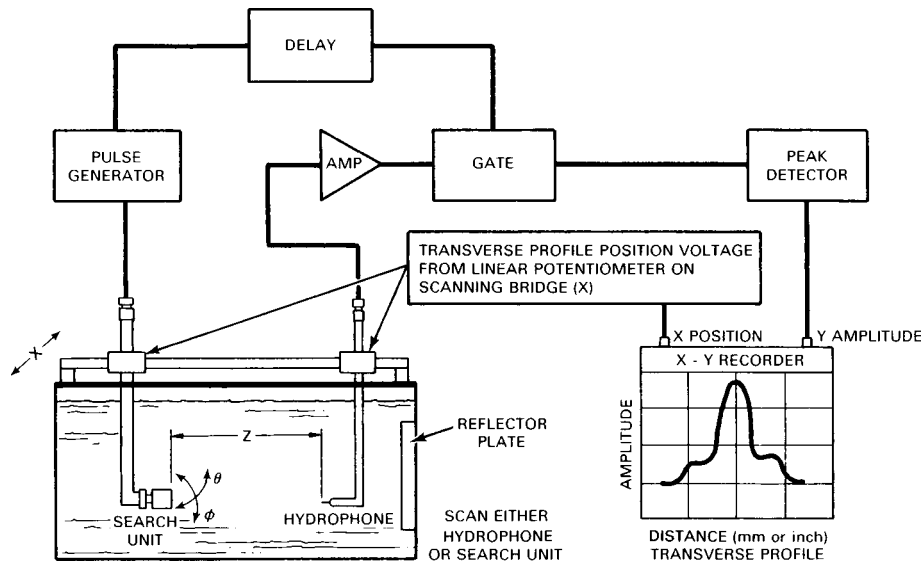 DELAY
PULSE
GENERATOR
AMP
GATE
PEAK
DETECTOR
TRANSVERSE PROFILE POSITION VOLTAGE
FROM LINEAR POTENTIOMETER ON
SCANNING BRIDGE (X)
X
X POSITION
Y AMPLITUDE
X - Y RECORDER
AMPLITUDE
Z
REFLECTOR
PLATE
θ
φ
SEARCH
UNIT
HYDROPHONE
SCAN EITHER
HYDROPHONE
OR SEARCH UNIT
DISTANCE (mm or inch)
TRANSVERSE PROFILE